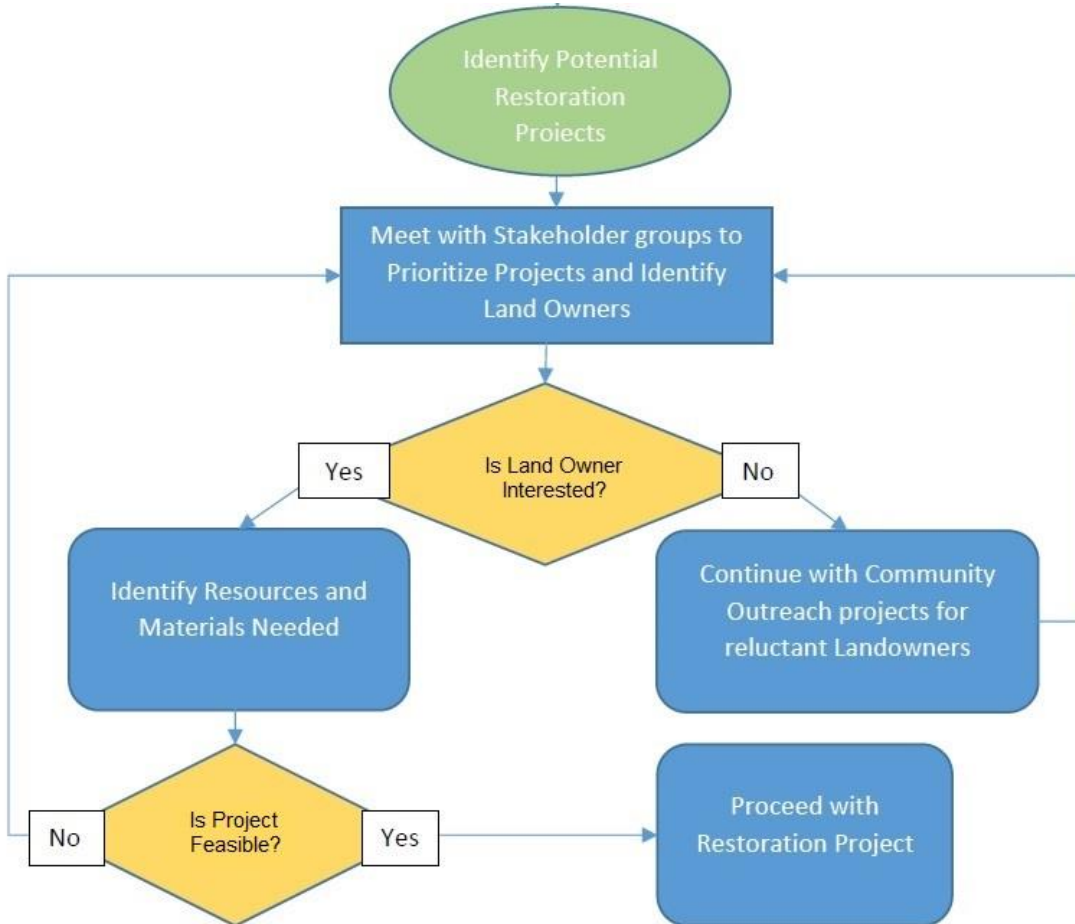 Identify Potential
Restoration
Projects
Meet with Stakeholder groups to
Prioritize Projects and Identify
Land Owners
Is Land Owner
Interested?
Yes
No
Identify Resources and
Materials Needed
Continue with Community
Outreach projects for
reluctant Landowners
Is Project
Feasible?
No
Yes
Proceed with
Restoration Project